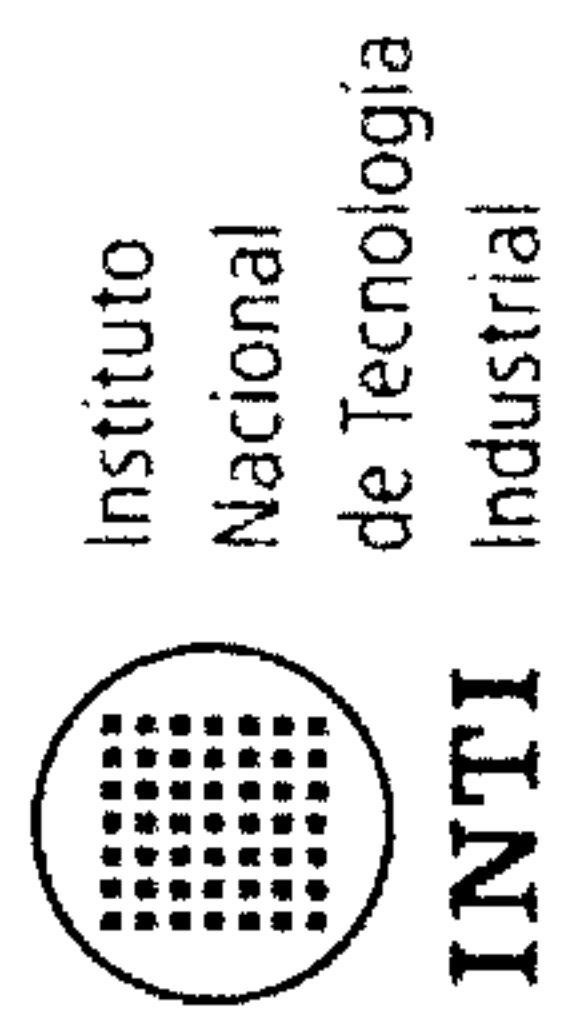 Instituto
Nacional
de Tecnología
Industrial
INTI